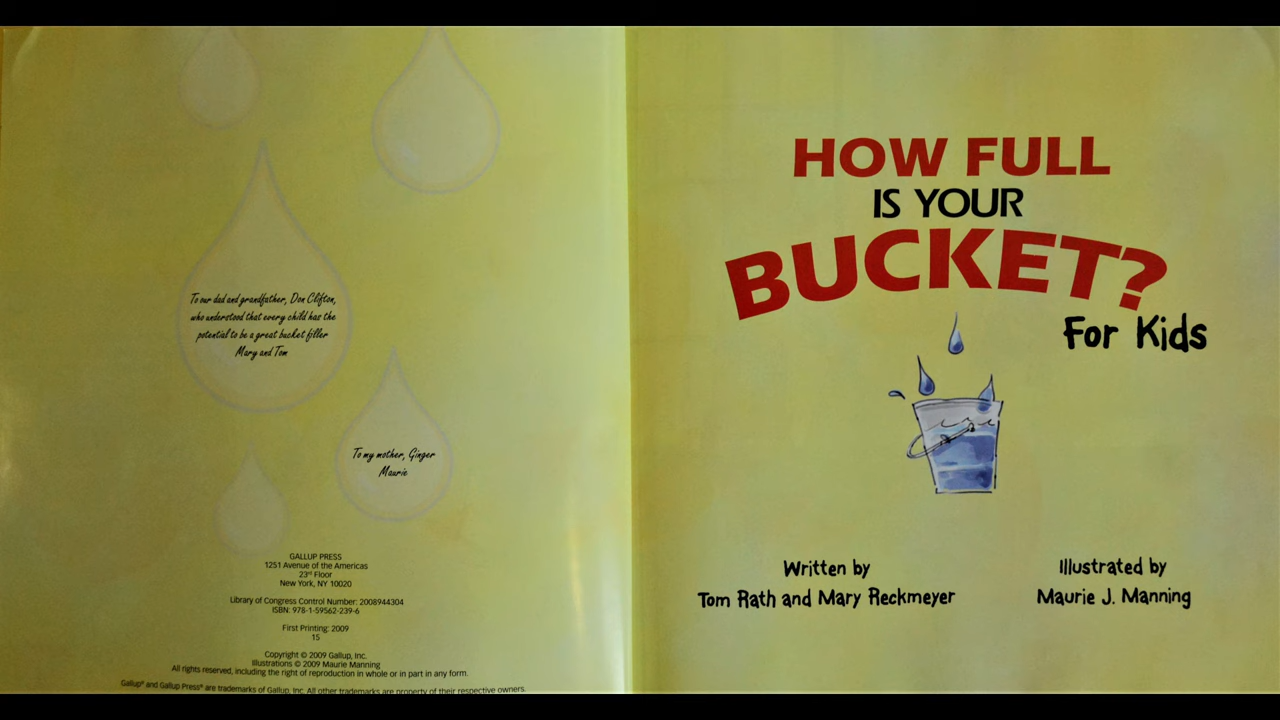 To our dad and grandfather, Don Clifton,
who understood that every child has the
potential to be a great bucket filler
Mary and Tom
To my mother, Ginger
Maurie
GALLUP PRESS
1251 Avenue of the Americas
23rd Floor
New York, NY 10020
Library of Congress Control Number: 2008944304
ISBN: 978-1-59562-239-6
First Printing: 2009
15
Copyright © 2009 Gallup, Inc.
Illustrations © 2009 Maurie Manning
All rights reserved, including the right of reproduction in whole or in part in any form.
Gallup® and Gallup Press® are trademarks of Gallup, Inc. All other trademarks are property of their respective owners.
HOW FULL
IS YOUR
BUCKET?
For Kids
Written by
Tom Rath and Mary Reckmeyer
Illustrated by
Maurie J. Manning